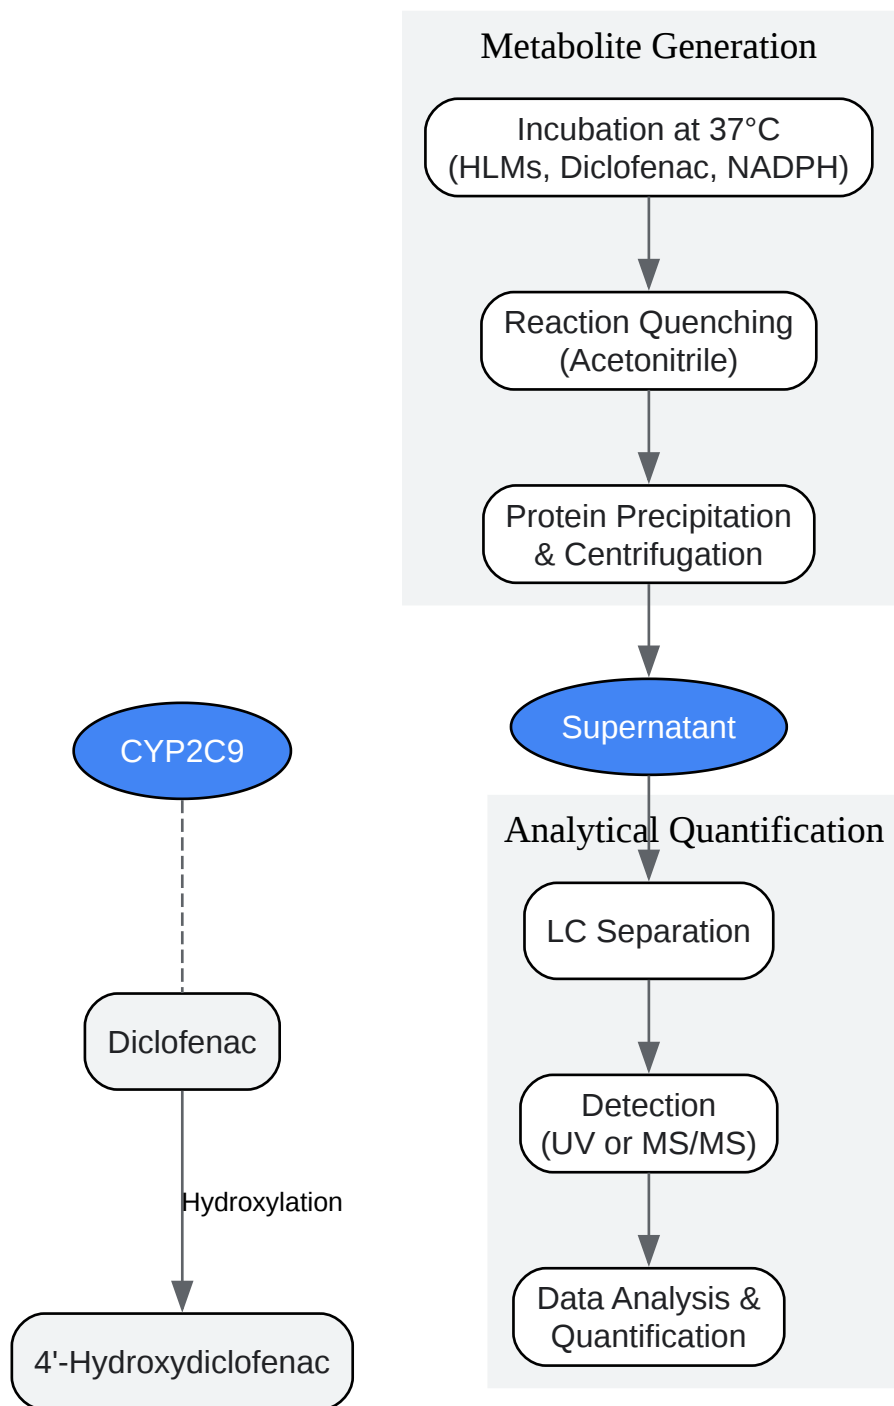 Metabolite Generation
Incubation at 37°C
(HLMs, Diclofenac, NADPH)
Reaction Quenching
(Acetonitrile)
Protein Precipitation
& Centrifugation
Supernatant
Analytical Quantification
LC Separation
Detection
(UV or MS/MS)
Data Analysis &
Quantification
CYP2C9
Diclofenac
Hydroxylation
4'-Hydroxydiclofenac